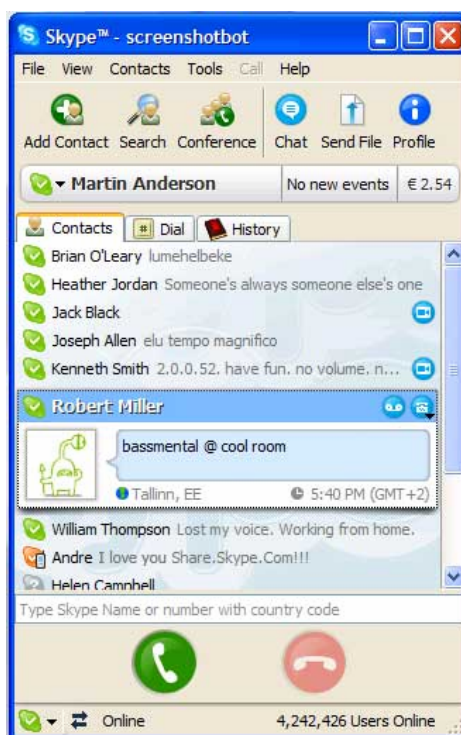 Skype™ - screenshotbot
File View Contacts Tools Call Help
Add Contact Search Conference Chat Send File Profile
Martin Anderson No new events € 2.54
Contacts # Dial History
Brian O'Leary lumehelbeke
Heather Jordan Someone's always someone else's one
Jack Black
Joseph Allen elu tempo magnifico
Kenneth Smith 2.0.0.52. have fun. no volume. n...
Robert Miller
bassmental @ cool room
Tallinn, EE 5:40 PM (GMT+2)
William Thompson Lost my voice. Working from home.
Andre I love you Share.Skype.Com!!!
Helen Campbell
Type Skype Name or number with country code
Online 4,242,426 Users Online